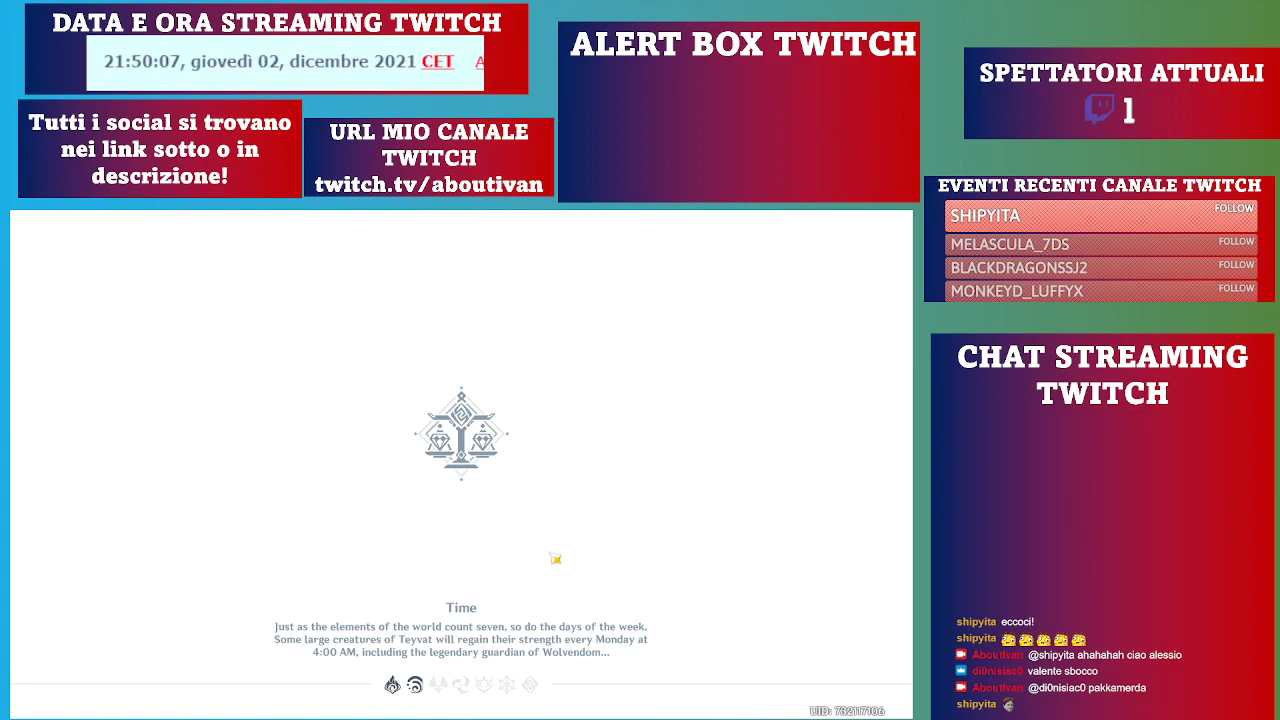 DATA E ORA STREAMING TWITCH
21:50:07, giovedì 02, dicembre 2021 CET A
Tutti i social si trovano
nei link sotto o in
descrizione!
URL MIO CANALE
TWITCH
twitch.tv/aboutivan
ALERT BOX TWITCH
SPETTATORI ATTUALI
1
EVENTI RECENTI CANALE TWITCH
SHIPYITA FOLLOW
MELASCULA_7DS FOLLOW
BLACKDRAGONSSJ2 FOLLOW
MONKEYD_LUFFYX FOLLOW
CHAT STREAMING
TWITCH
shipyita eccoci!
shipyita
AboutIvan @shipyita ahahahah ciao alessio
di0nisiac0 valente sbocco
AboutIvan @di0nisiac0 pakkamerda
shipyita
Time
Just as the elements of the world count seven, so do the days of the week.
Some large creatures of Teyvat will regain their strength every Monday at
4:00 AM, including the legendary guardian of Wolvendom...
UID: 732117106